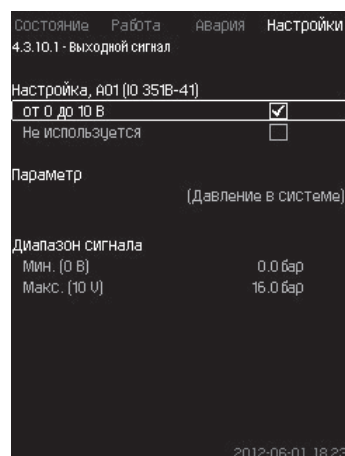 Состояние Работа Авария Настройки
4.3.10.1 - Выходной сигнал
Настройка, AO1 (IO 351B-41)
от 0 до 10 В
Не используется
Параметр
(Давление в системе)
Диапазон сигнала
Мин. (0 В) 0.0 бар
Макс. (10 V) 16.0 бар
2012-06-01 18:23